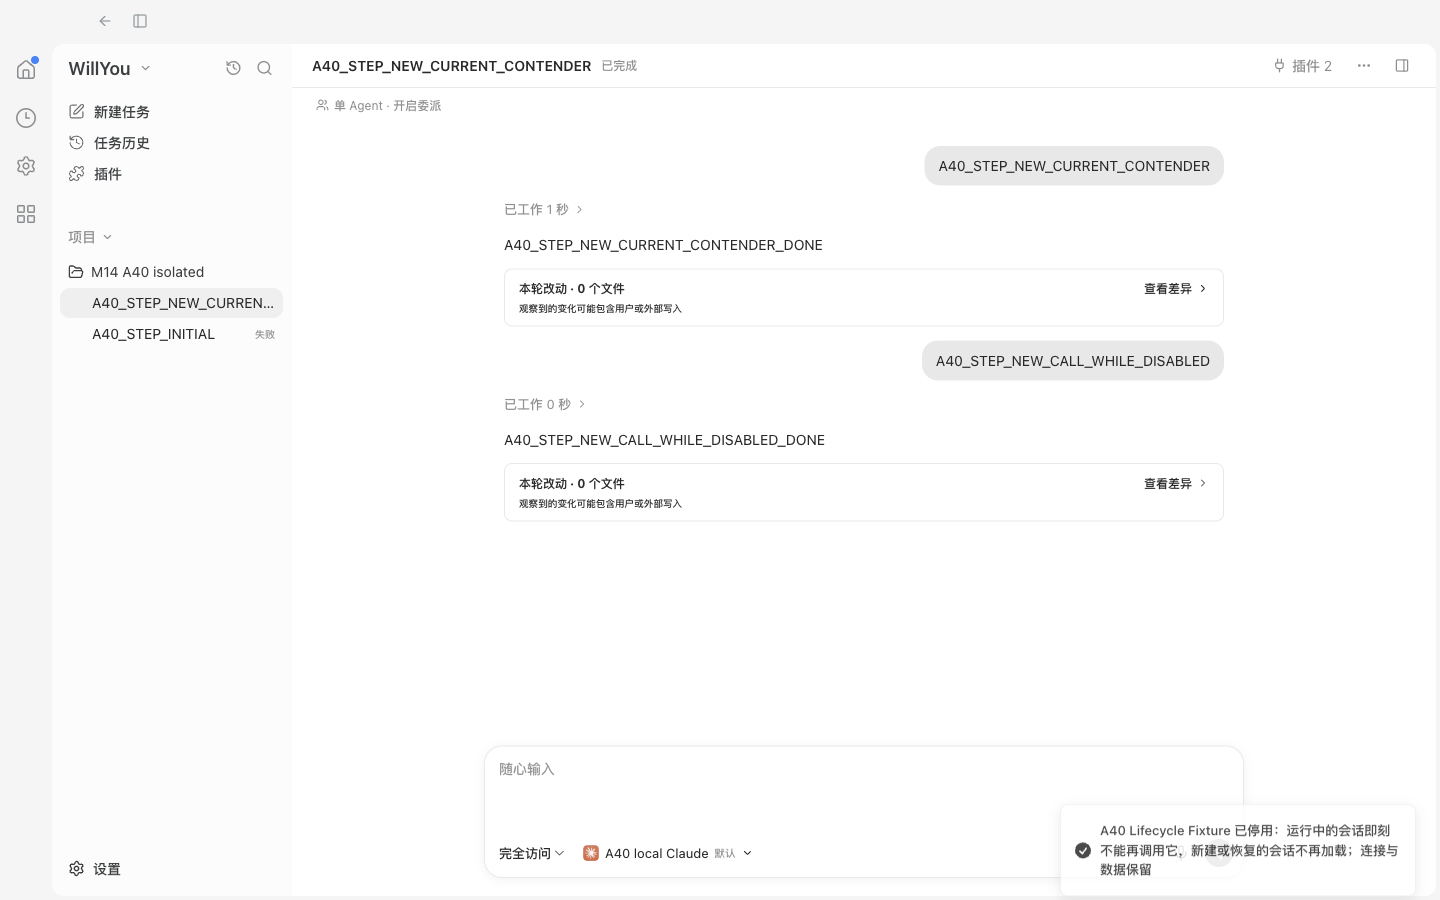 WillYou
新建任务
任务历史
插件
项目
M14 A40 isolated
A40_STEP_NEW_CURREN...
A40_STEP_INITIAL 失败
设置
A40_STEP_NEW_CURRENT_CONTENDER 已完成
插件 2
单 Agent · 开启委派
A40_STEP_NEW_CURRENT_CONTENDER
已工作 1 秒
A40_STEP_NEW_CURRENT_CONTENDER_DONE
本轮改动 · 0 个文件 查看差异
观察到的变化可能包含用户或外部写入
A40_STEP_NEW_CALL_WHILE_DISABLED
已工作 0 秒
A40_STEP_NEW_CALL_WHILE_DISABLED_DONE
本轮改动 · 0 个文件 查看差异
观察到的变化可能包含用户或外部写入
随心输入
完全访问 A40 local Claude 默认
A40 Lifecycle Fixture 已停用：运行中的会话即刻
不能再调用它，新建或恢复的会话不再加载；连接与
数据保留